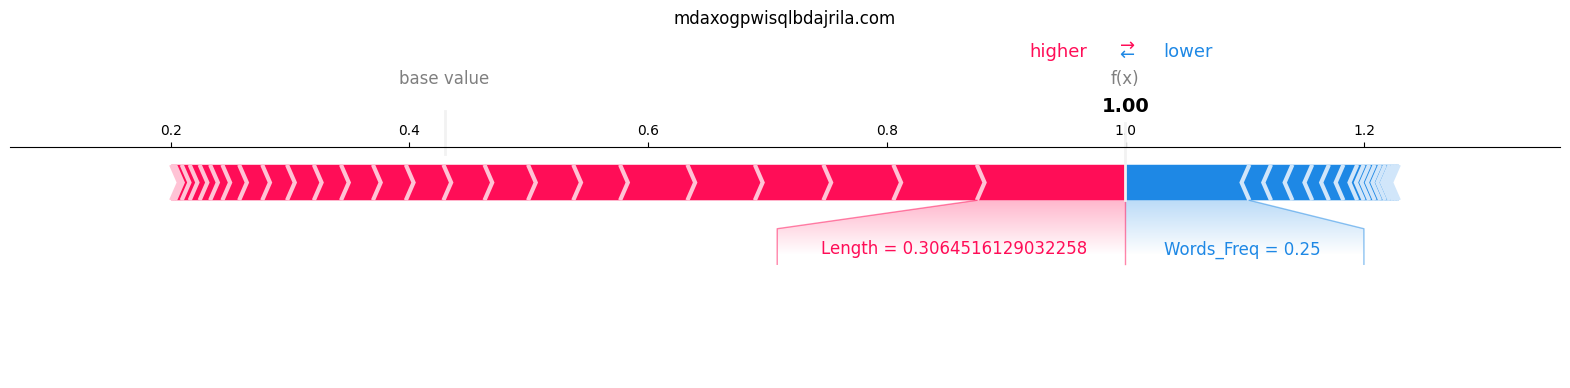 mdaxogpwisqlbdajrila.com
higher → ← lower
base value
f(x)
1.00
0.2 0.4 0.6 0.8 1.0 1.2
Length = 0.3064516129032258
Words_Freq = 0.25